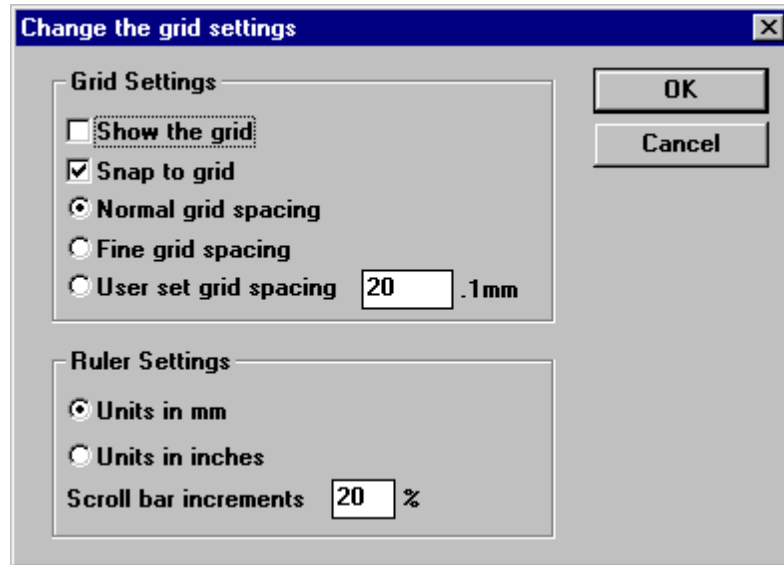 Change the grid settings
Grid Settings
Show the grid
Snap to grid
Normal grid spacing
Fine grid spacing
User set grid spacing 20 .1mm
OK
Cancel
Ruler Settings
Units in mm
Units in inches
Scroll bar increments 20 %